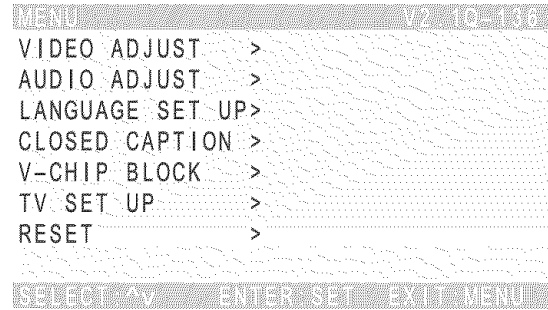 MENU V2.10-136
VIDEO ADJUST >
AUDIO ADJUST >
LANGUAGE SET UP>
CLOSED CAPTION >
V-CHIP BLOCK >
TV SET UP >
RESET >
SELECT ^v ENTER SET EXIT MENU